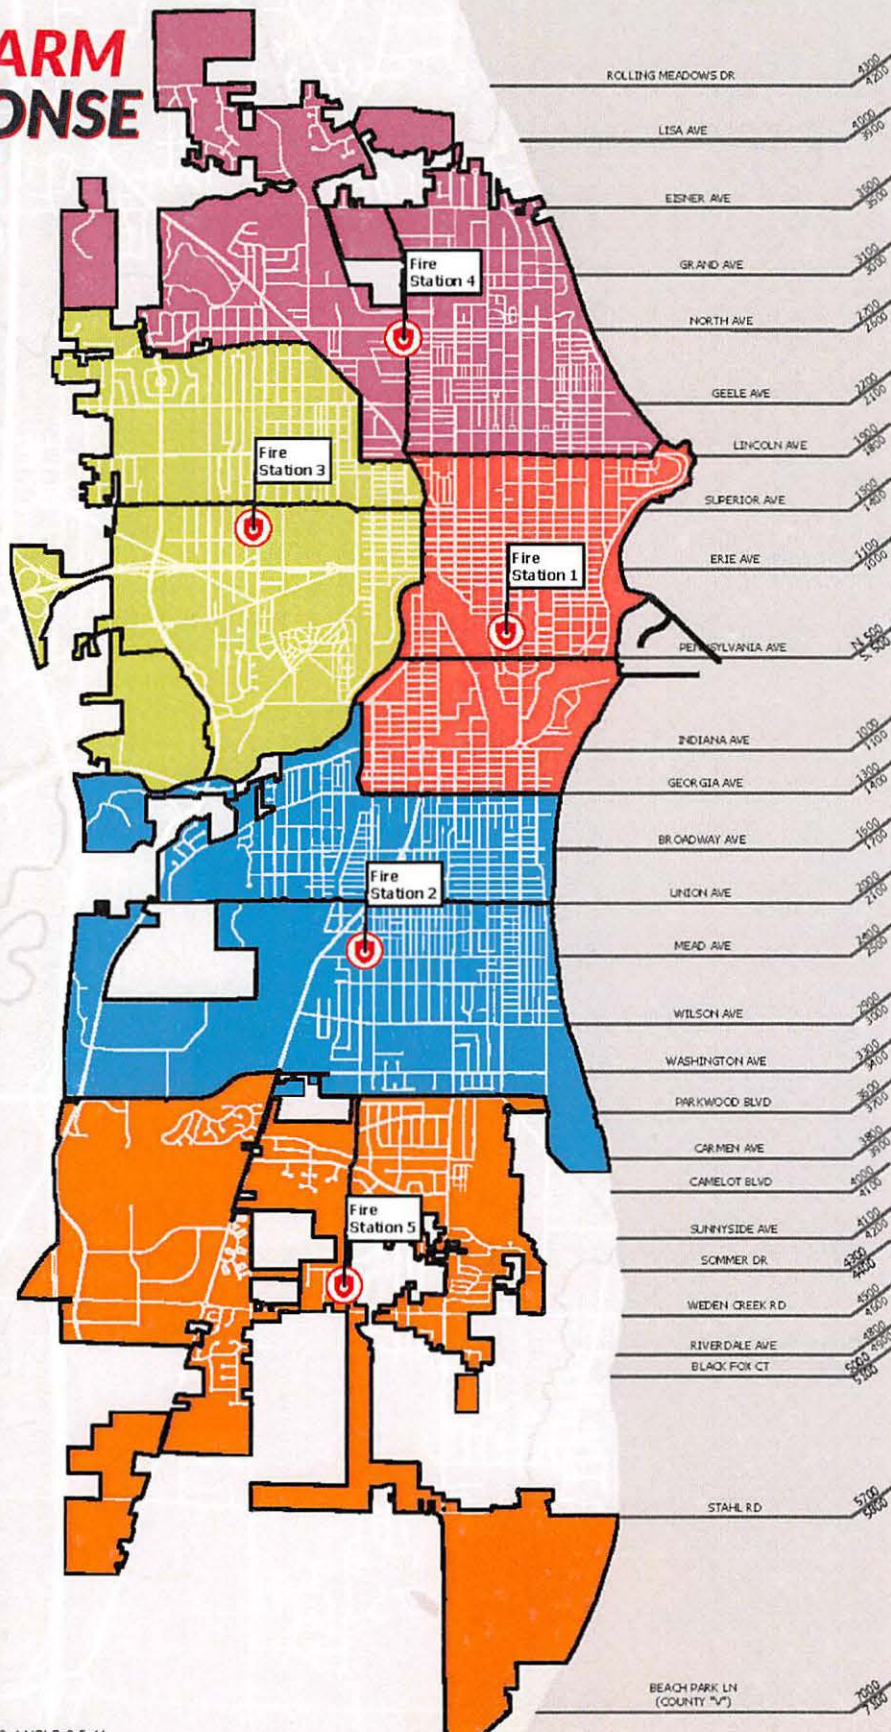 ARM
ONSE
ROLLING MEADOWS DR
4300
4200
LISA AVE
4000
3900
EISNER AVE
3600
3500
Fire
Station 4
GRAND AVE
3100
3000
NORTH AVE
2700
2600
GEELE AVE
2200
2100
LINCOLN AVE
1900
1800
Fire
Station 3
SUPERIOR AVE
1500
1400
ERIE AVE
1100
1000
Fire
Station 1
PENNSYLVANIA AVE
N 500
S 500
INDIANA AVE
1000
1100
GEORGIA AVE
1300
1400
BROADWAY AVE
1600
1700
Fire
Station 2
UNION AVE
2000
2100
MEAD AVE
2400
2500
WILSON AVE
2900
3000
WASHINGTON AVE
3300
3400
PARKWOOD BLVD
3600
3700
CARMEN AVE
3800
3900
CAMELOT BLVD
4000
4100
Fire
Station 5
SUNNYSIDE AVE
4100
4200
SOMMER DR
4300
4400
WEDEN CREEK RD
4500
4600
RIVERDALE AVE
4800
4900
BLACK FOX CT
5000
5100
STAHL RD
5700
5800
BEACH PARK LN
(COUNTY "V")
7000
7100